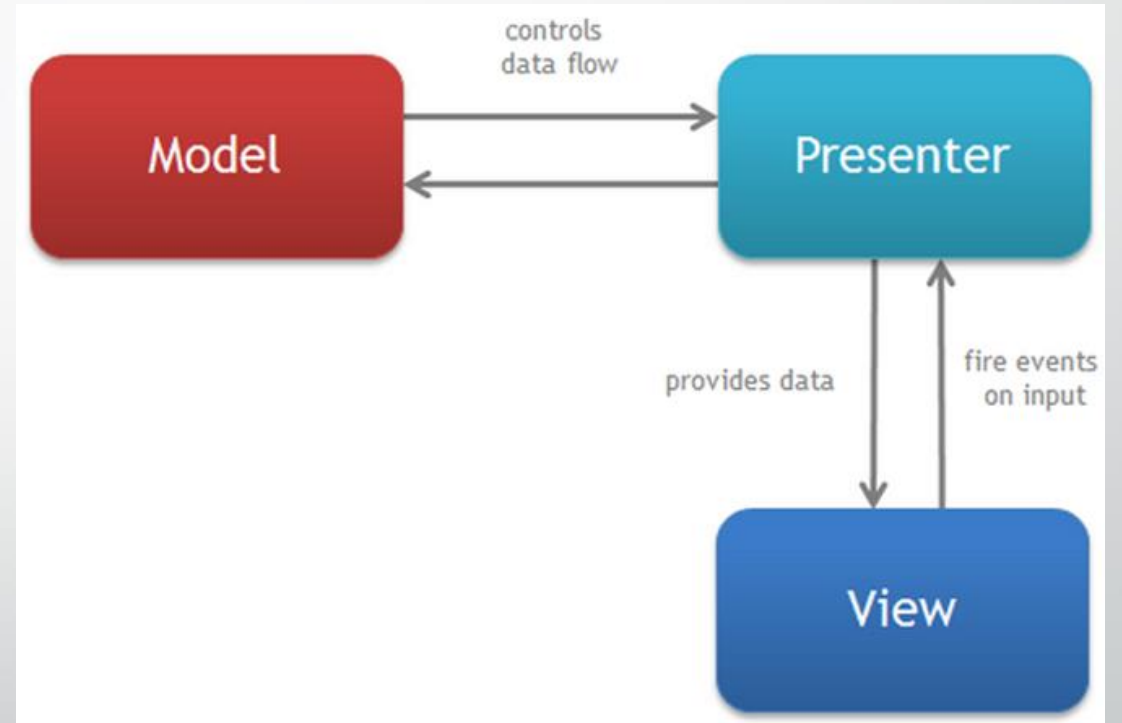 controls
data flow
Model
Presenter
provides data
fire events
on input
View